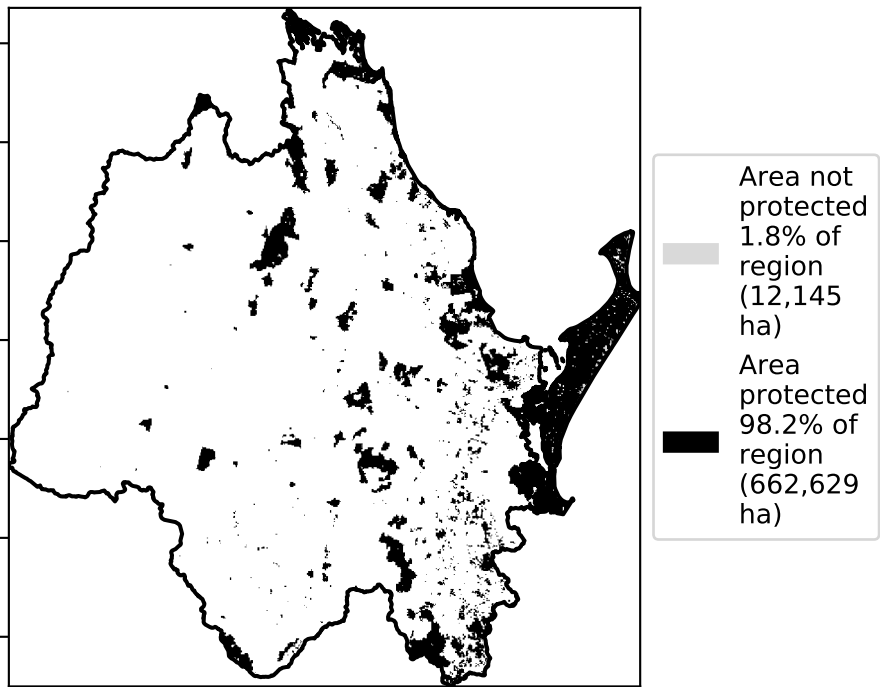 Area not
protected
1.8% of
region
(12,145
ha)
Area
protected
98.2% of
region
(662,629
ha)